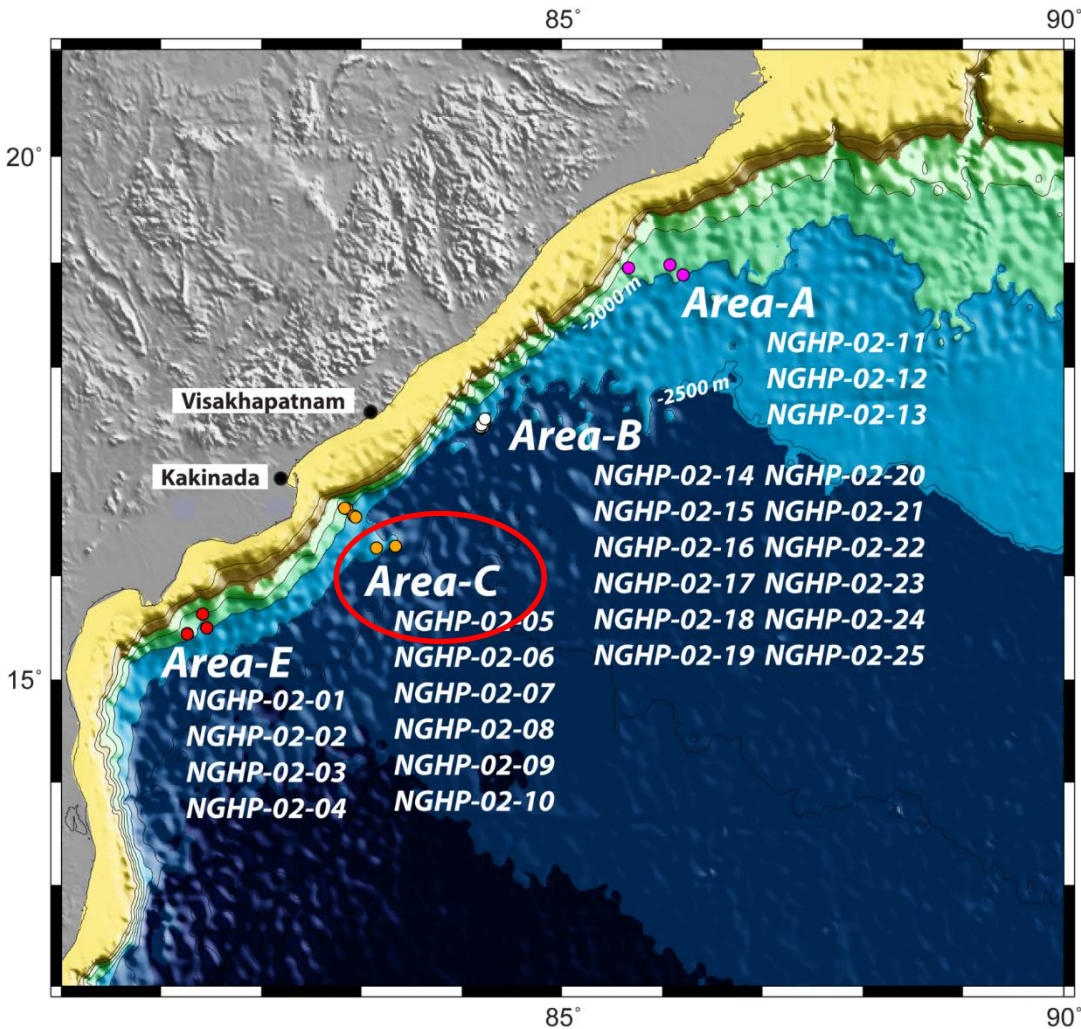 85° 90°
20°
-2000 m
Area-A
NGHP-02-11
NGHP-02-12
NGHP-02-13
-2500 m
Visakhapatnam
Area-B
NGHP-02-14 NGHP-02-20
NGHP-02-15 NGHP-02-21
NGHP-02-16 NGHP-02-22
NGHP-02-17 NGHP-02-23
NGHP-02-18 NGHP-02-24
NGHP-02-19 NGHP-02-25
Kakinada
Area-C
NGHP-02-05
NGHP-02-06
NGHP-02-07
NGHP-02-08
NGHP-02-09
NGHP-02-10
15°
Area-E
NGHP-02-01
NGHP-02-02
NGHP-02-03
NGHP-02-04
85° 90°